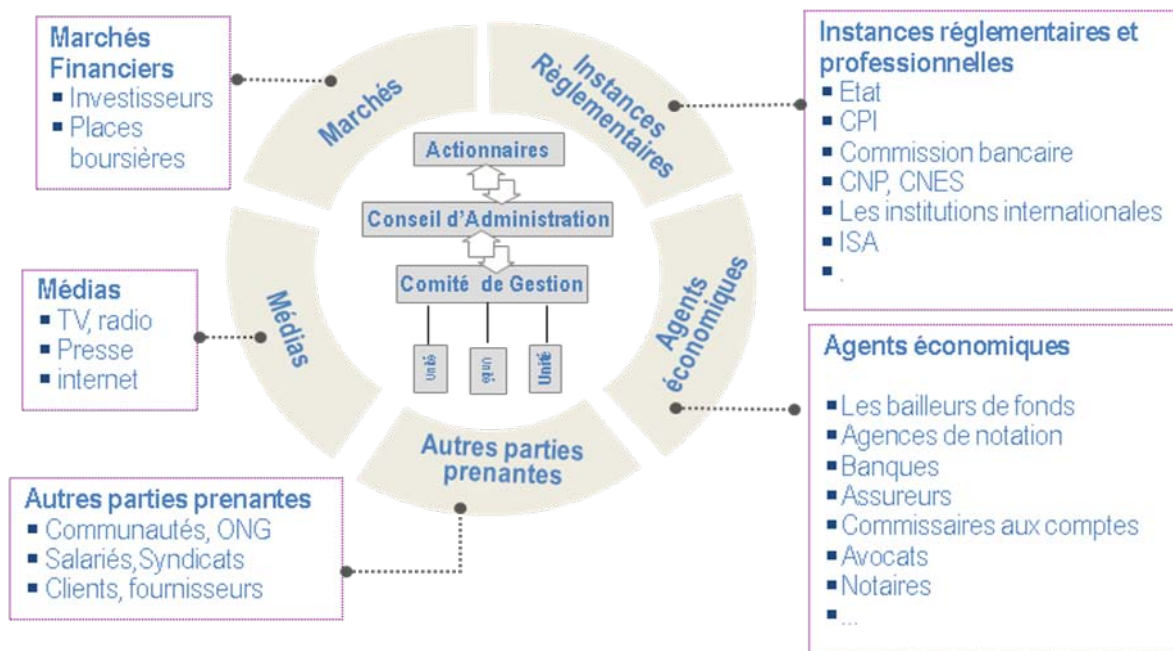 Marchés
Financiers
▪ Investisseurs
▪ Places
boursières
Médias
▪ TV, radio
▪ Presse
▪ internet
Autres parties prenantes
▪ Communautés, ONG
▪ Salariés,Syndicats
▪ Clients, fournisseurs
Marchés
Instances
Règlementaires
Agents
économiques
Autres parties
prenantes
Médias
Actionnaires
Conseil d'Administration
Comité de Gestion
Unité
Unité
Unité
Instances réglementaires et
professionnelles
▪ Etat
▪ CPI
▪ Commission bancaire
▪ CNP, CNES
▪ Les institutions internationales
▪ ISA
▪ .
Agents économiques
▪ Les bailleurs de fonds
▪ Agences de notation
▪ Banques
▪ Assureurs
▪ Commissaires aux comptes
▪ Avocats
▪ Notaires
▪ ...